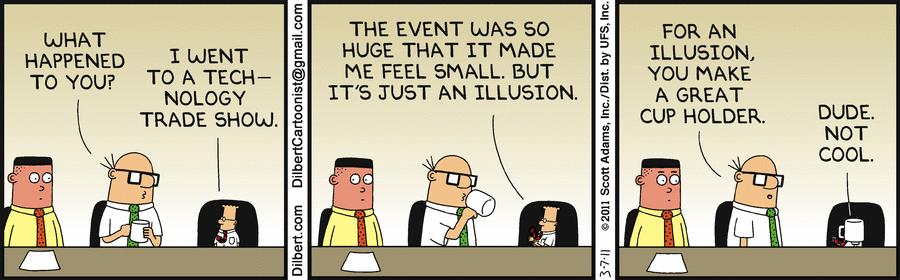 WHAT
HAPPENED
TO YOU?
I WENT
TO A TECH-
NOLOGY
TRADE SHOW.
Dilbert.com DilbertCartoonist@gmail.com
THE EVENT WAS SO
HUGE THAT IT MADE
ME FEEL SMALL. BUT
IT'S JUST AN ILLUSION.
3-7-11 ©2011 Scott Adams, Inc./Dist. by UFS, Inc.
FOR AN
ILLUSION,
YOU MAKE
A GREAT
CUP HOLDER.
DUDE.
NOT
COOL.